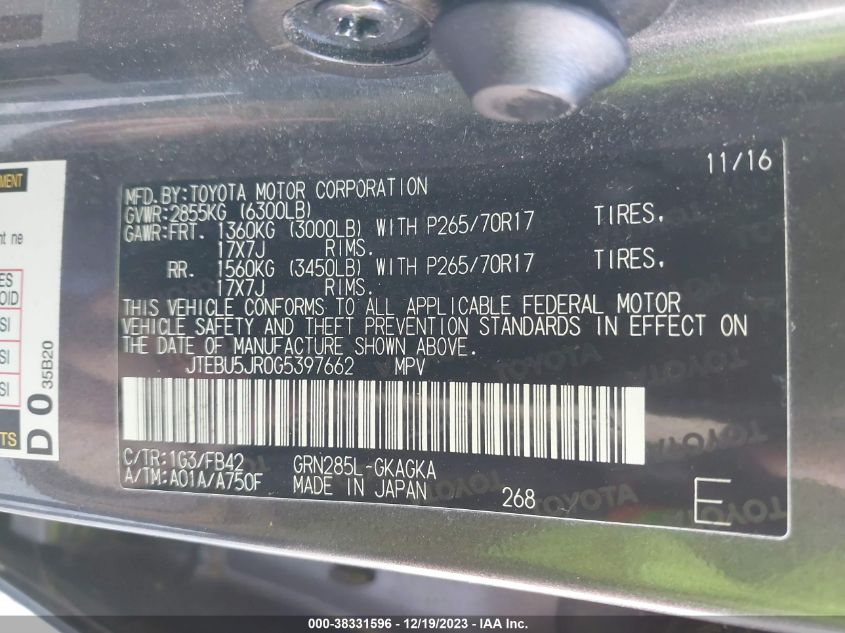 11/16
MFD.BY:TOYOTA MOTOR CORPORATION
GVWR:2855KG (6300LB)
GAWR:FRT. 1360KG (3000LB) WITH P265/70R17 TIRES,
17X7J RIMS.
RR. 1560KG (3450LB) WITH P265/70R17 TIRES,
17X7J RIMS.
THIS VEHICLE CONFORMS TO ALL APPLICABLE FEDERAL MOTOR
VEHICLE SAFETY AND THEFT PREVENTION STANDARDS IN EFFECT ON
THE DATE OF MANUFACTURE SHOWN ABOVE.
JTEBU5JR0G5397662 MPV
C/TR:1G3/FB42 GRN285L-GKAGKA
A/TM:A01A/A750F MADE IN JAPAN 268 E
TOYOTA
D0 35B20
000-38331596 - 12/19/2023 - IAA Inc.